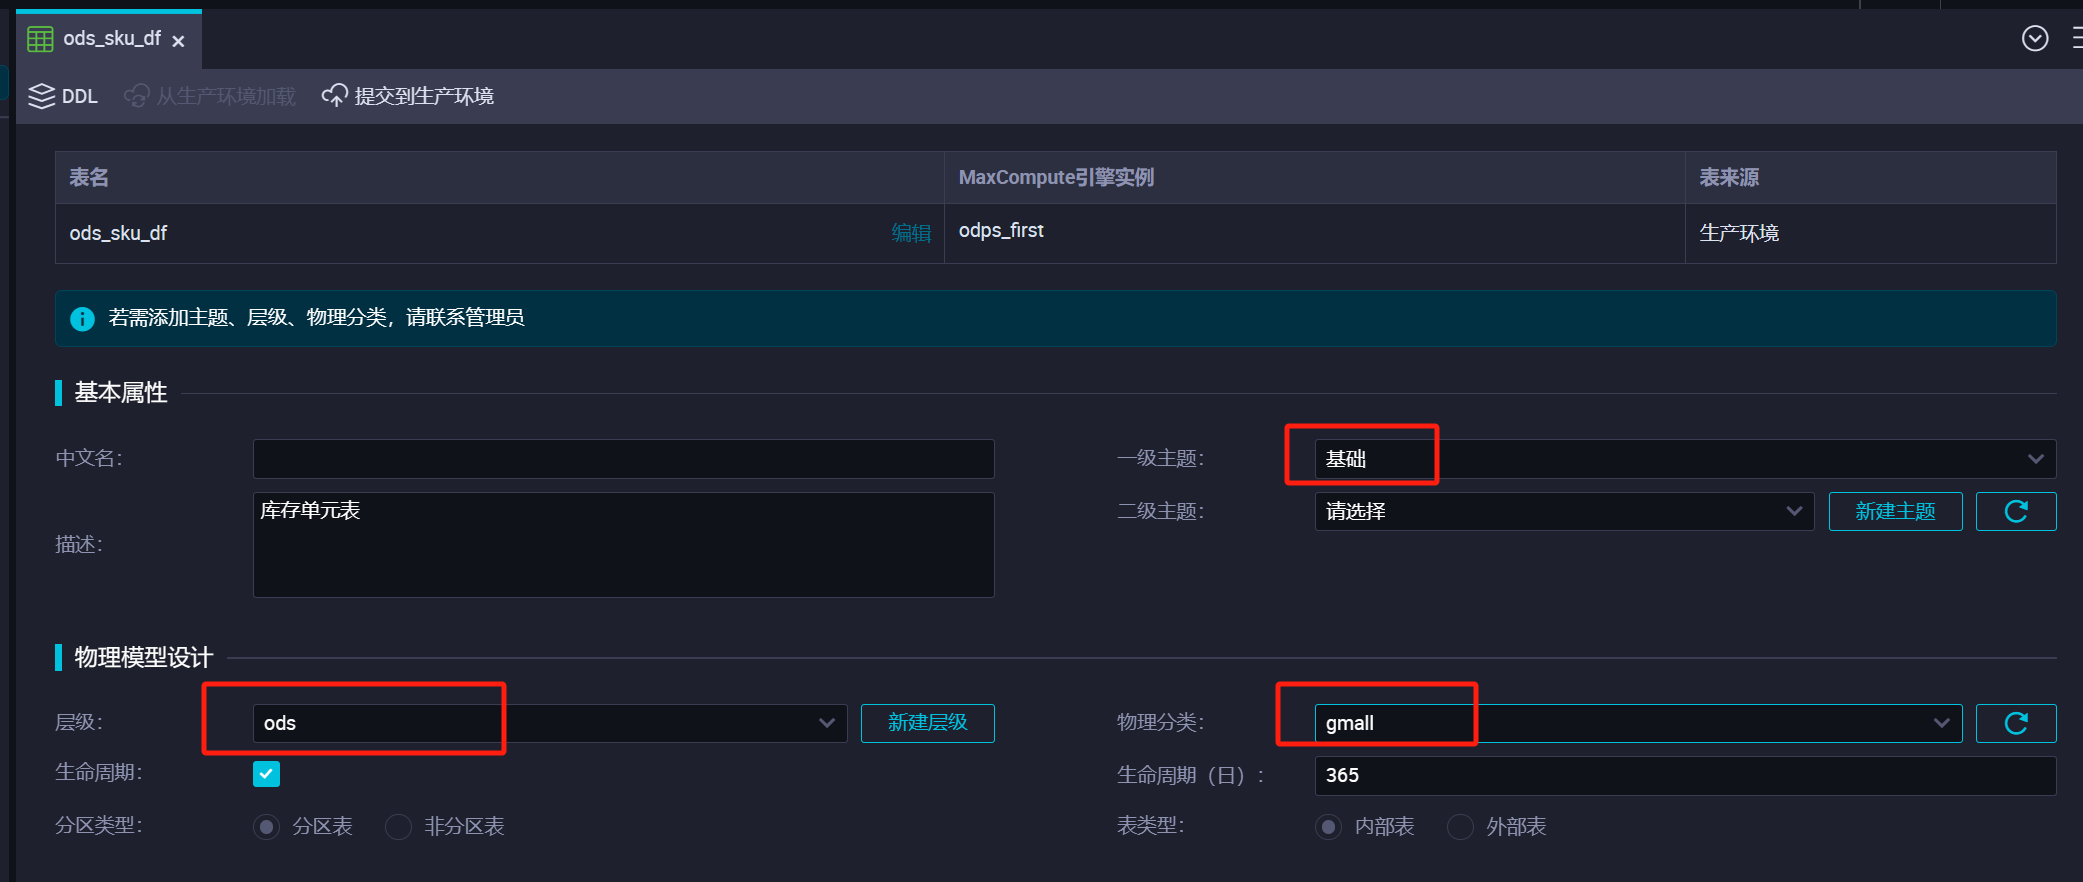 ods_sku_df
DDL 从生产环境加载 提交到生产环境
表名 MaxCompute引擎实例 表来源
ods_sku_df 编辑 odps_first 生产环境
若需添加主题、层级、物理分类，请联系管理员
基本属性
中文名： 一级主题： 基础
描述： 库存单元表 二级主题： 请选择 新建主题
物理模型设计
层级： ods 新建层级 物理分类： gmall
生命周期： 生命周期（日）： 365
分区类型： 分区表 非分区表 表类型： 内部表 外部表